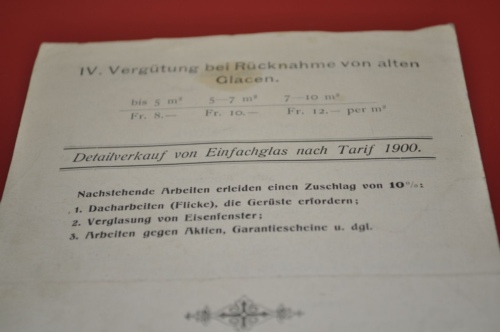 IV. Vergütung bei Rücknahme von alten
Glacen.
bis 5 m² 5—7 m² 7—10 m²
Fr. 8.— Fr. 10.— Fr. 12.— per m²
Detailverkauf von Einfachglas nach Tarif 1900.
Nachstehende Arbeiten erleiden einen Zuschlag von 10%:
1. Dacharbeiten (Flicke), die Gerüste erfordern;
2. Verglasung von Eisenfenster;
3. Arbeiten gegen Aktien, Garantiescheine u. dgl.